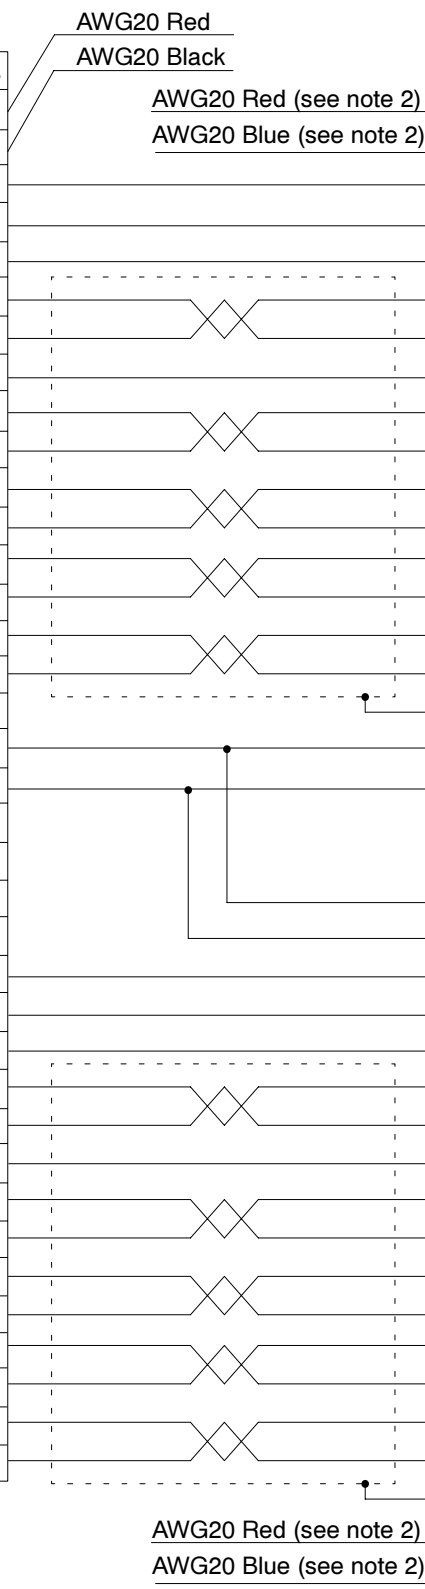 AWG20 Red
AWG20 Black
AWG20 Red (see note 2)
AWG20 Blue (see note 2)
AWG20 Red (see note 2)
AWG20 Blue (see note 2)